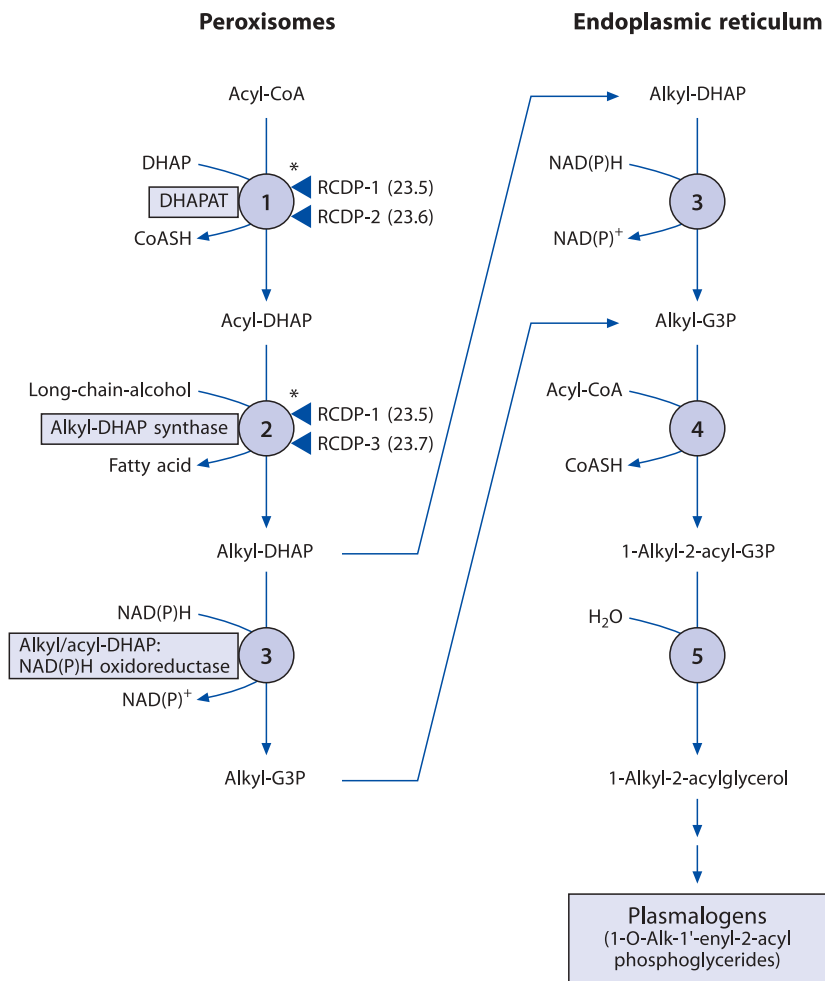 Peroxisomes
Acyl-CoA
DHAP
*
RCDP-1 (23.5)
DHAPAT
1
RCDP-2 (23.6)
CoASH
Acyl-DHAP
Long-chain-alcohol
*
RCDP-1 (23.5)
Alkyl-DHAP synthase
2
RCDP-3 (23.7)
Fatty acid
Alkyl-DHAP
NAD(P)H
Alkyl/acyl-DHAP:
NAD(P)H oxidoreductase
3
NAD(P)⁺
Alkyl-G3P
Endoplasmic reticulum
Alkyl-DHAP
NAD(P)H
3
NAD(P)⁺
Alkyl-G3P
Acyl-CoA
4
CoASH
1-Alkyl-2-acyl-G3P
H₂O
5
1-Alkyl-2-acylglycerol
Plasmalogens
(1-O-Alk-1'-enyl-2-acyl
phosphoglycerides)